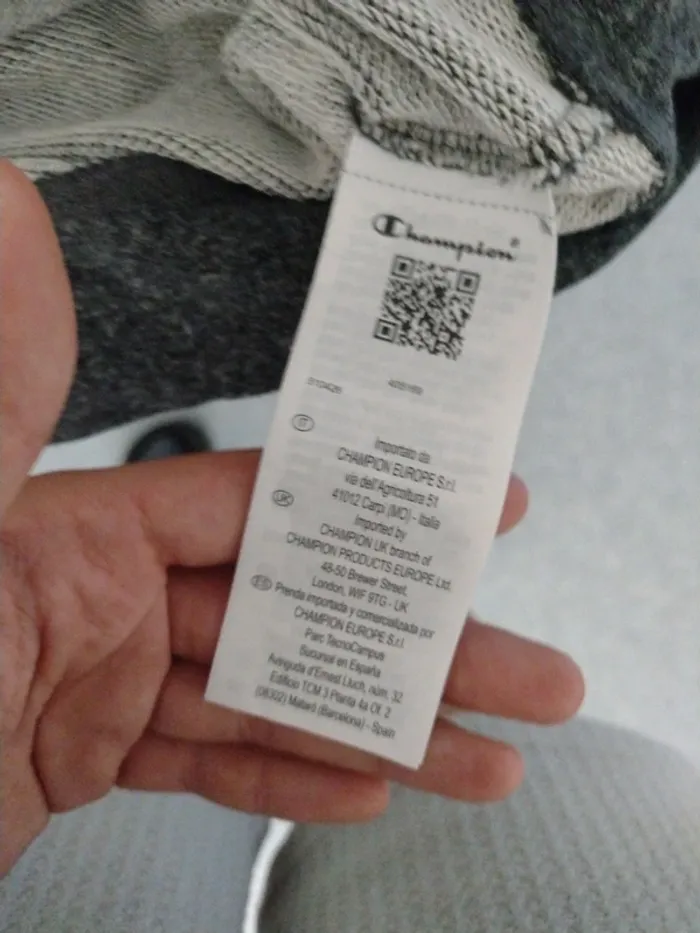 Champion®
IT
Importato da
CHAMPION EUROPE S.r.l.
via dell'Agricoltura 51
41012 Carpi (MO) - Italia
UK
Imported by
CHAMPION UK branch of
CHAMPION PRODUCTS EUROPE Ltd.
48-50 Brewer Street,
London, WIF 9TG - UK
ES Prenda importada y comercializada por
CHAMPION EUROPE S.r.l.
Parc TecnoCampus
Sucursal en España
Avinguda d'Ernest Lluch, núm. 32
Edificio TCM 3 Planta 4a Of. 2
(08302) Mataró (Barcelona) - Spain